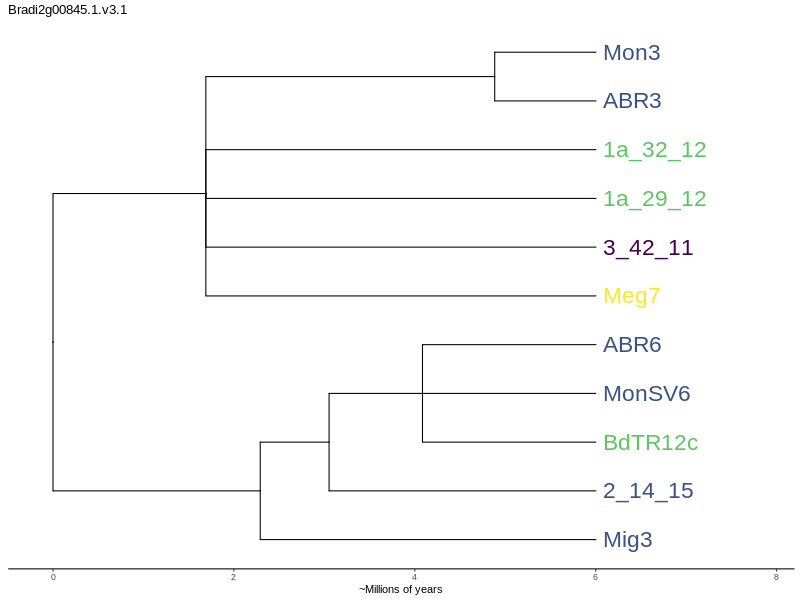 Bradi2g00845.1.v3.1
Mon3
ABR3
1a_32_12
1a_29_12
3_42_11
Meg7
ABR6
MonSV6
BdTR12c
2_14_15
Mig3
0 2 4 6 8
~Millions of years